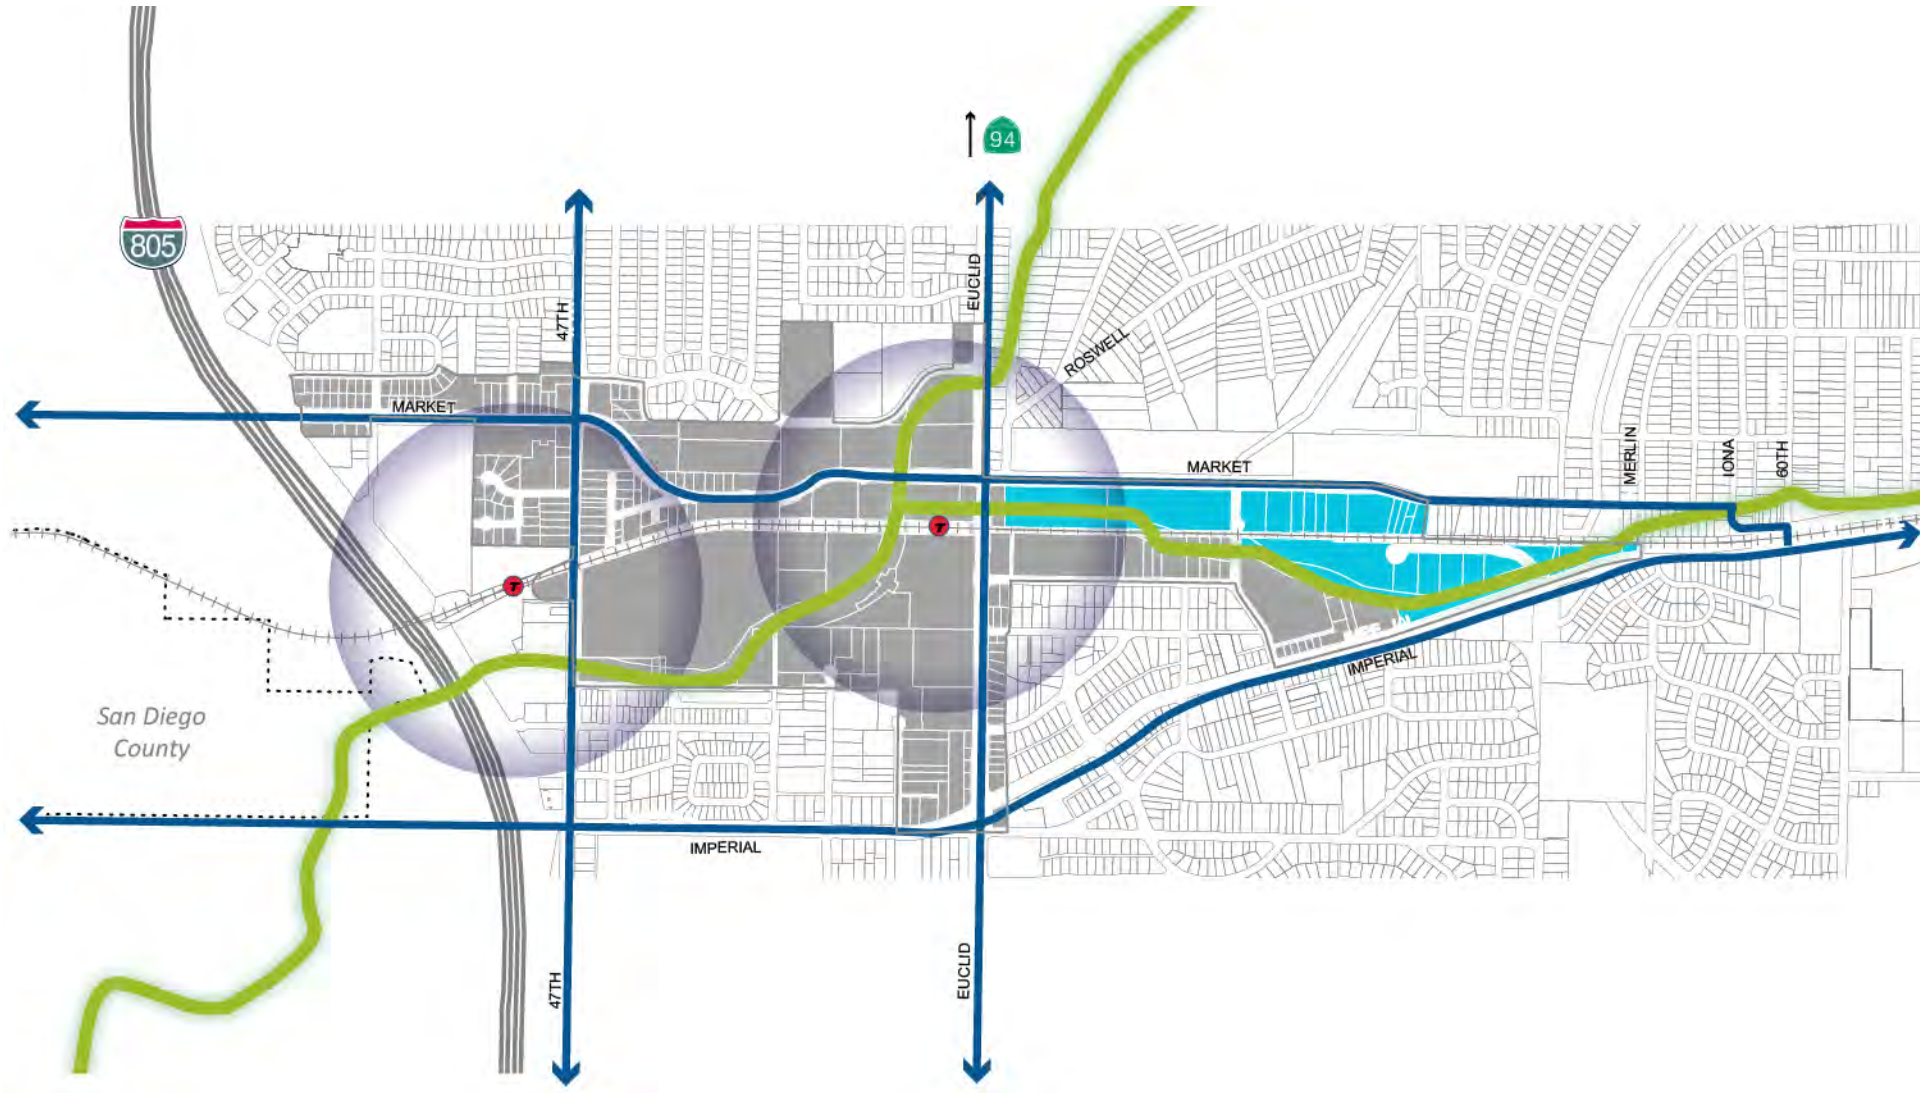 94
805
EUCLID
47TH
ROSWELL
MARKET
MARKET
MERLIN
IONA
60TH
T
T
IMPERIAL
San Diego
County
IMPERIAL
EUCLID
47TH